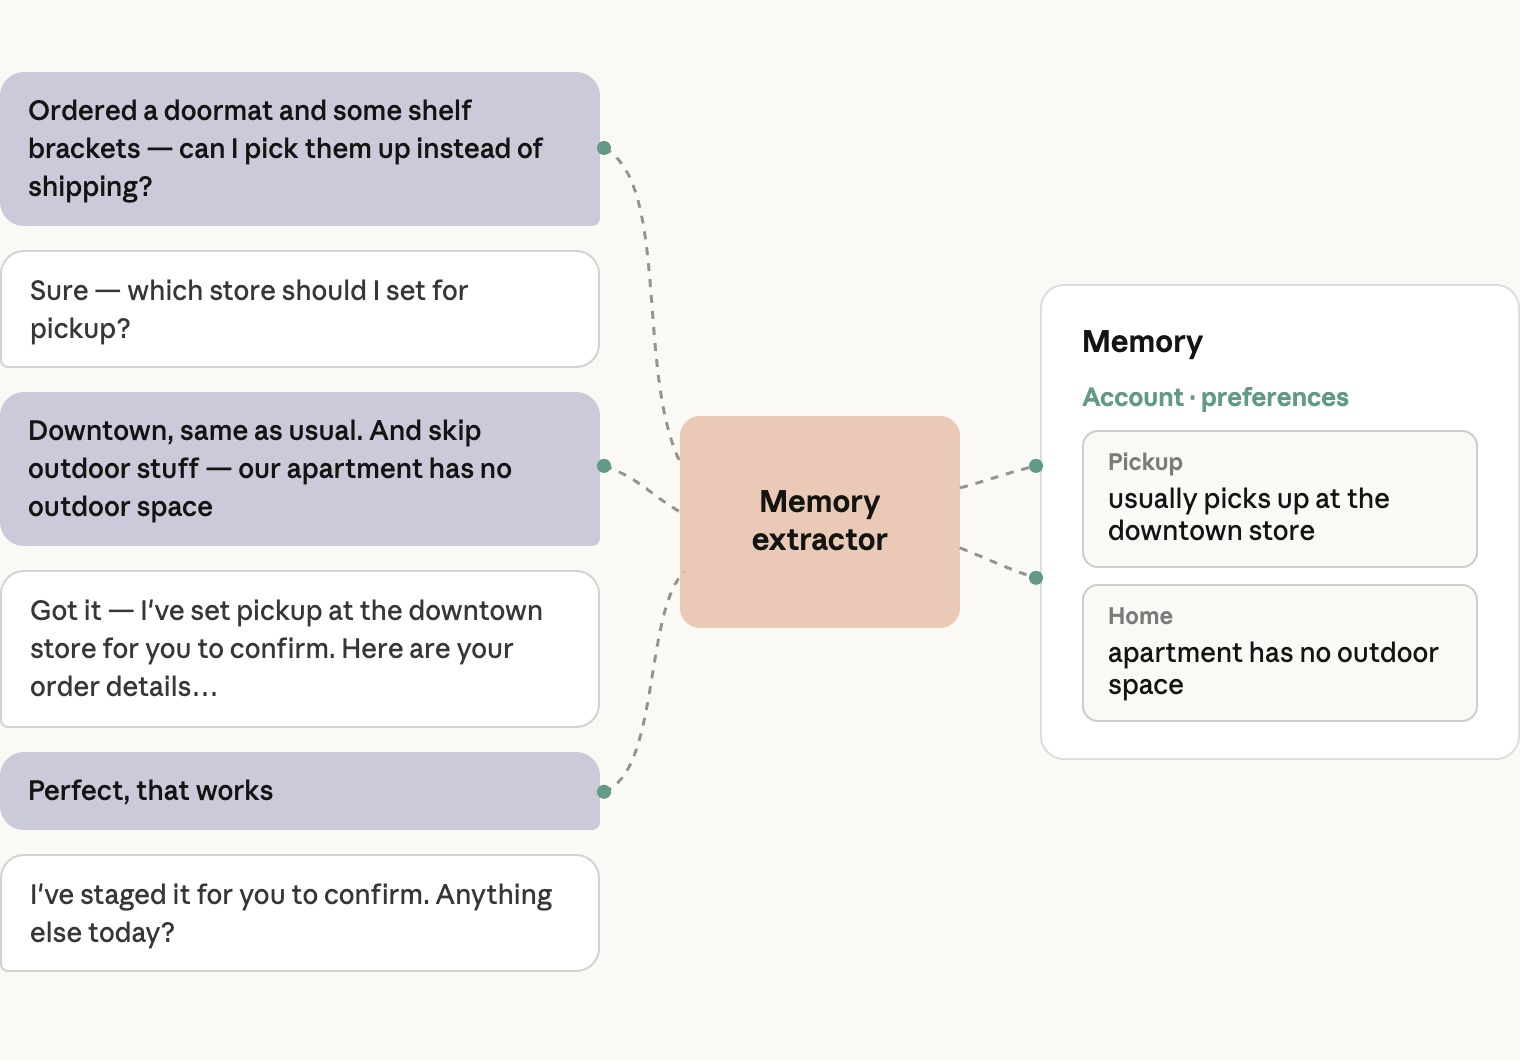 Ordered a doormat and some shelf
brackets — can I pick them up instead of
shipping?
Sure — which store should I set for
pickup?
Downtown, same as usual. And skip
outdoor stuff — our apartment has no
outdoor space
Got it — I've set pickup at the downtown
store for you to confirm. Here are your
order details...
Perfect, that works
I've staged it for you to confirm. Anything
else today?
Memory
extractor
Memory
Account · preferences
Pickup
usually picks up at the
downtown store
Home
apartment has no outdoor
space